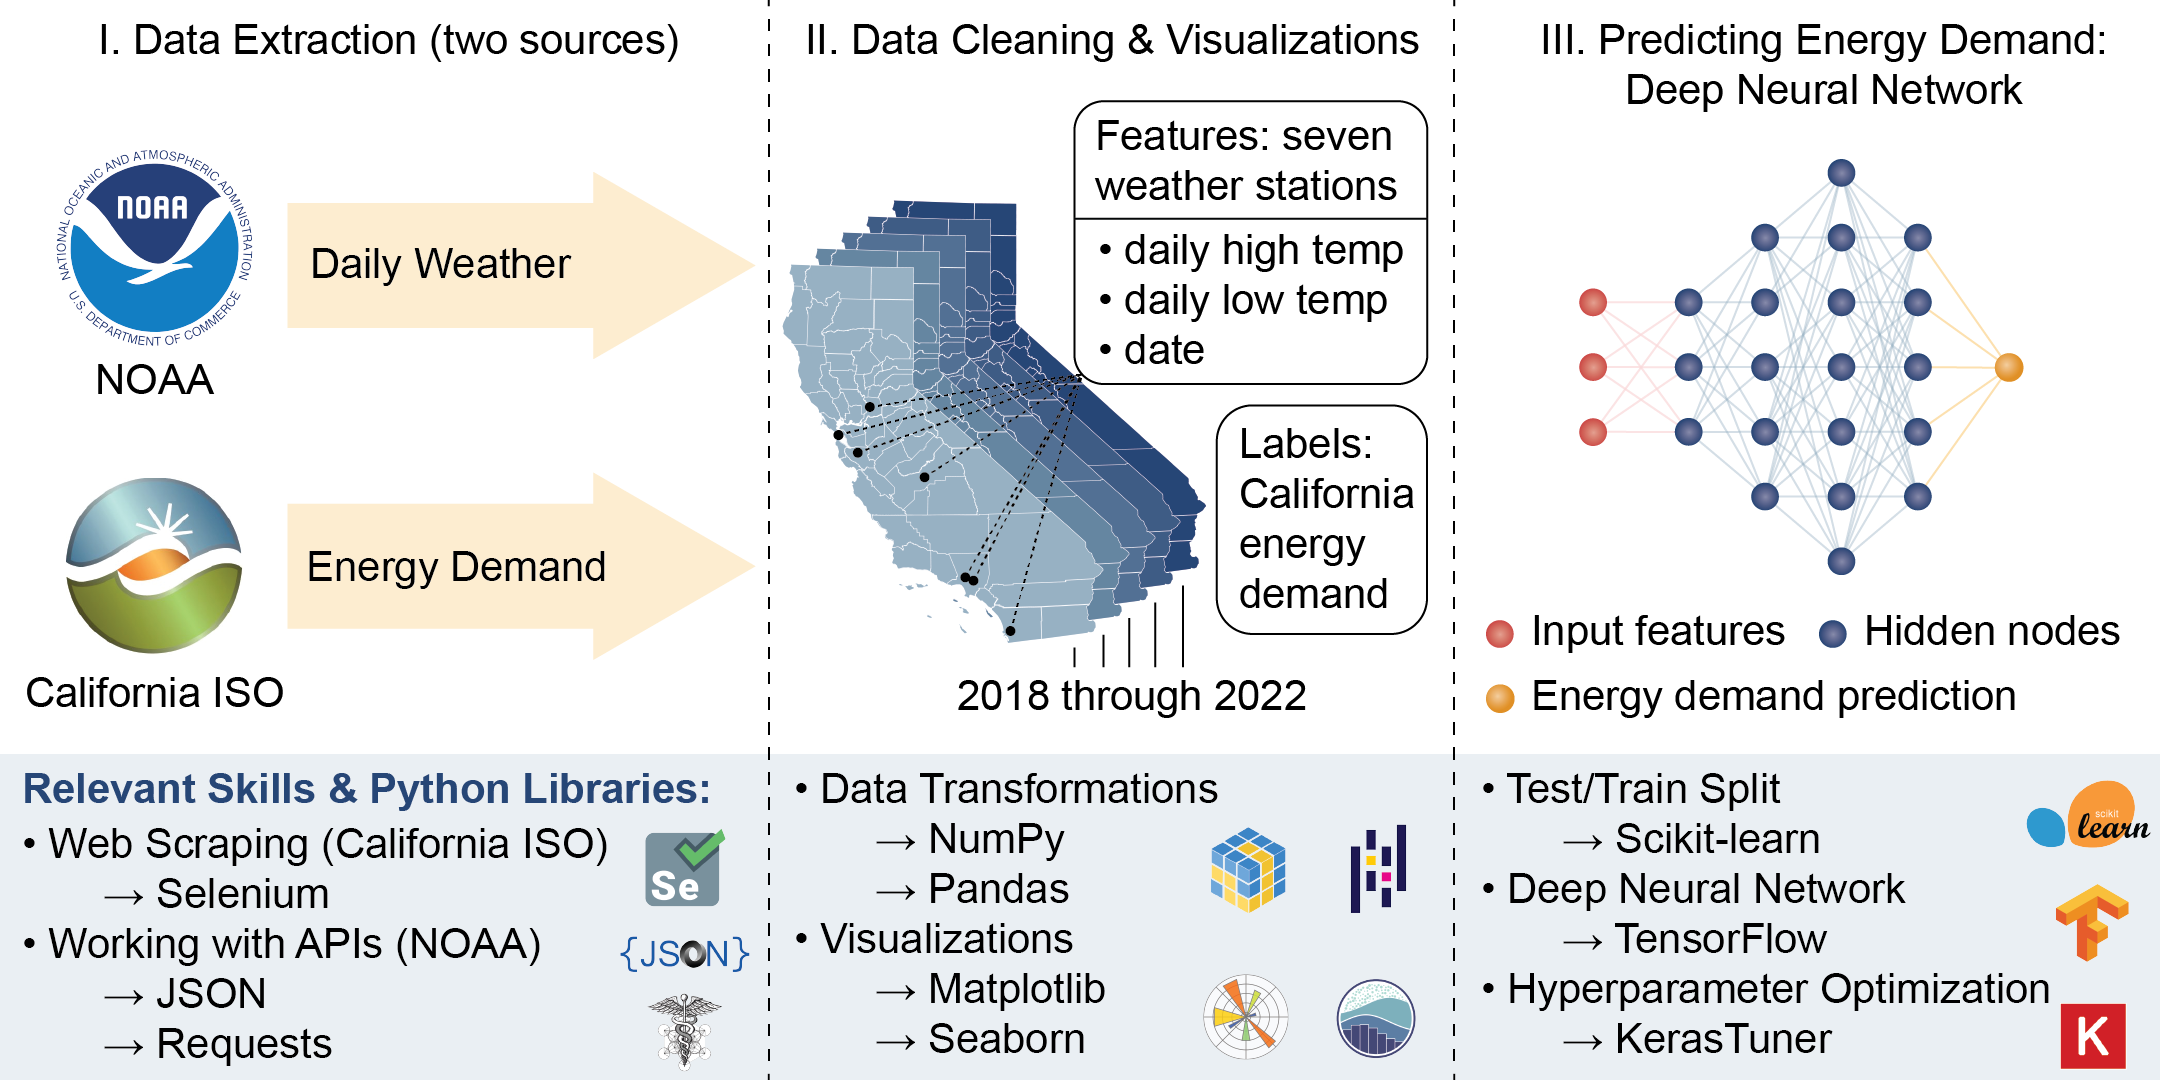 I. Data Extraction (two sources)
NATIONAL OCEANIC AND ATMOSPHERIC ADMINISTRATION
NOAA
U.S. DEPARTMENT OF COMMERCE
NOAA
Daily Weather
California ISO
Energy Demand
II. Data Cleaning & Visualizations
Features: seven
weather stations
• daily high temp
• daily low temp
• date
Labels:
California
energy
demand
2018 through 2022
III. Predicting Energy Demand:
Deep Neural Network
Input features
Hidden nodes
Energy demand prediction
Relevant Skills & Python Libraries:
• Web Scraping (California ISO)
→ Selenium
Se
• Working with APIs (NOAA)
→ JSON
→ Requests
{JSON}
• Data Transformations
→ NumPy
→ Pandas
• Visualizations
→ Matplotlib
→ Seaborn
• Test/Train Split
→ Scikit-learn
scikit
learn
• Deep Neural Network
→ TensorFlow
• Hyperparameter Optimization
→ KerasTuner
K